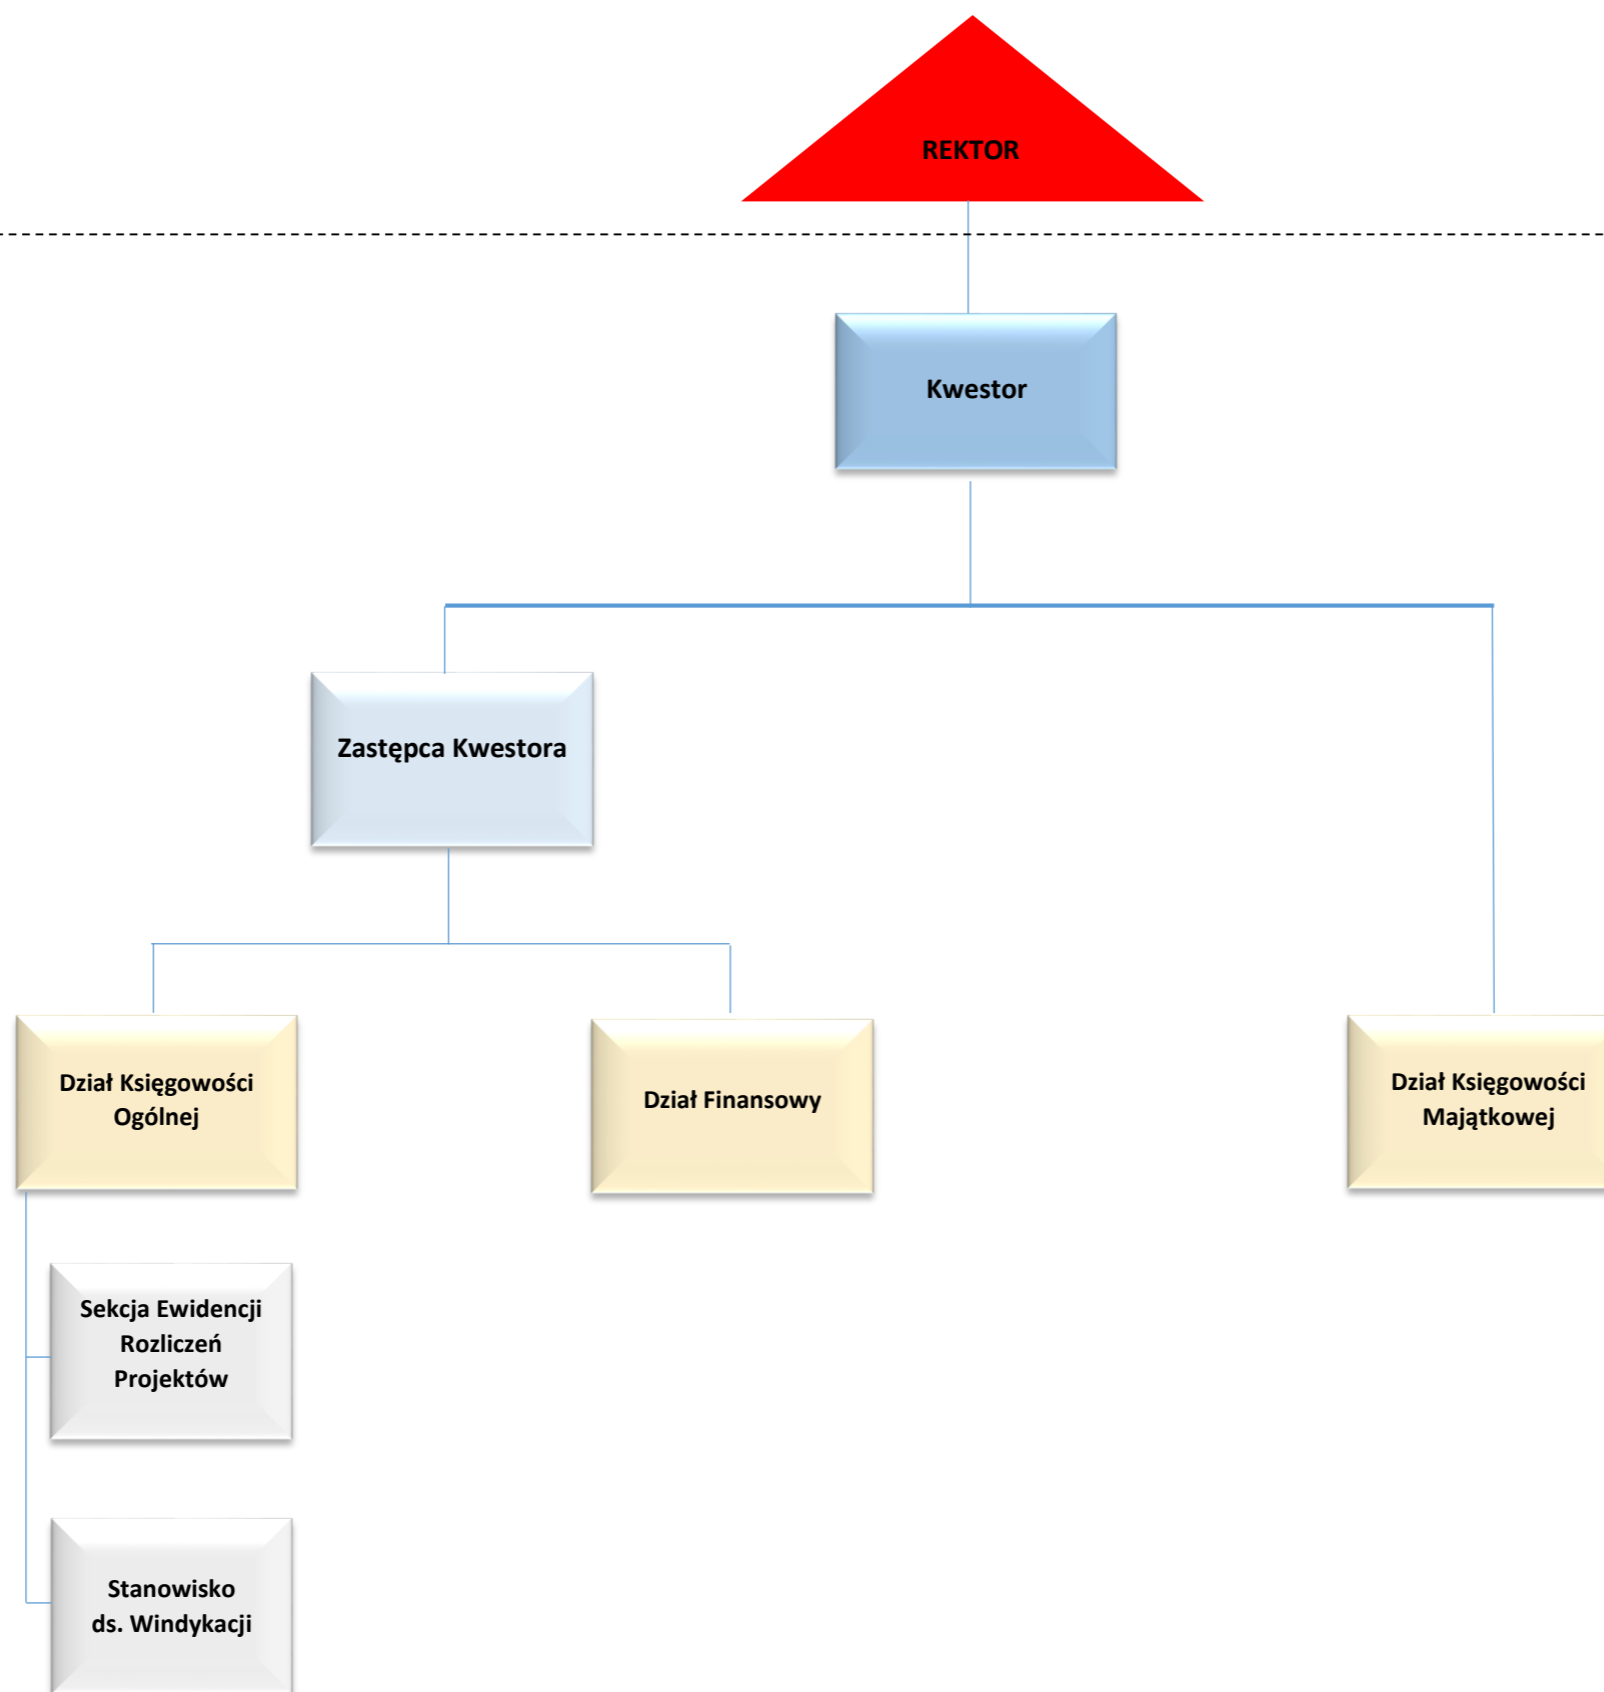 REKTOR
Kwestor
Zastępca Kwestora
Dział Księgowości
Ogólnej
Dział Finansowy
Dział Księgowości
Majątkowej
Sekcja Ewidencji
Rozliczeń
Projektów
Stanowisko
ds. Windykacji